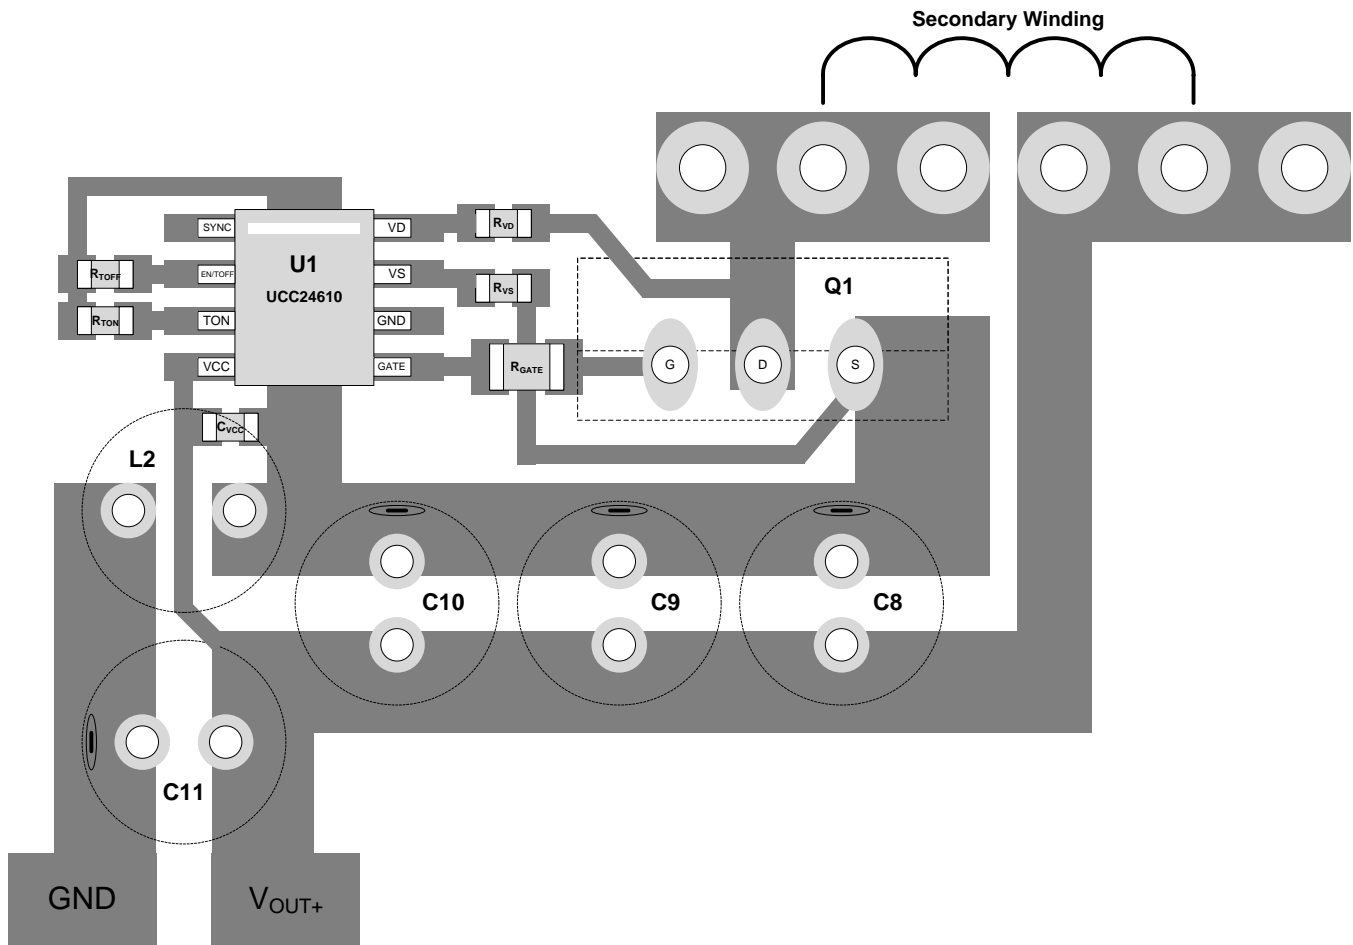 Secondary Winding
SYNC
VD
RVD
U1
EN/TOFF
VS
RTOFF
RVS
Q1
UCC24610
TON
GND
RTON
VCC
GATE
RGATE
G
D
S
CVCC
L2
C10
C9
C8
C11
GND
VOUT+